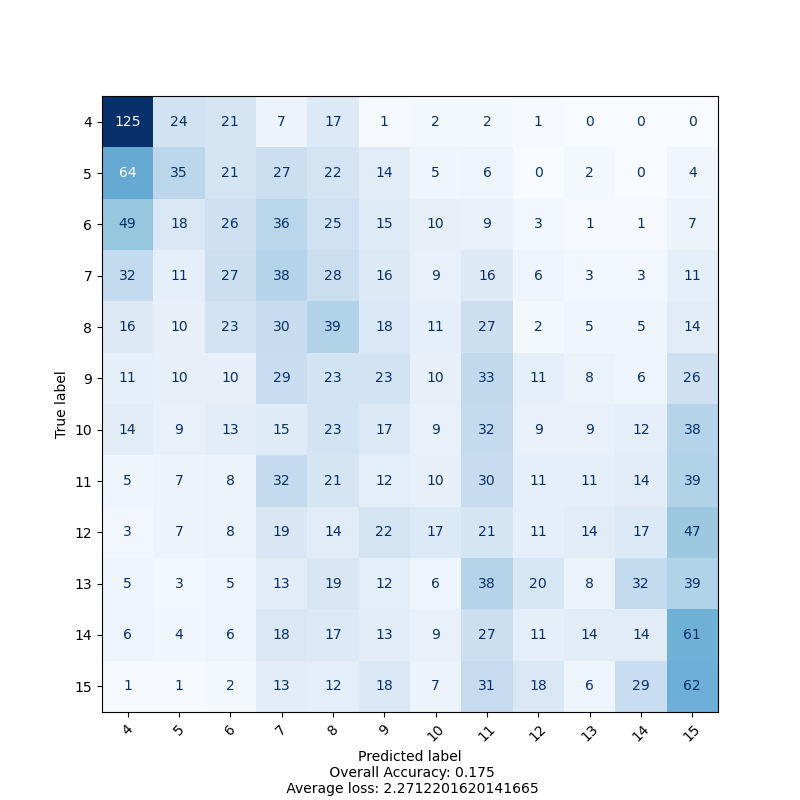 4 125 24 21 7 17 1 2 2 1 0 0 0
5 64 35 21 27 22 14 5 6 0 2 0 4
6 49 18 26 36 25 15 10 9 3 1 1 7
7 32 11 27 38 28 16 9 16 6 3 3 11
8 16 10 23 30 39 18 11 27 2 5 5 14
9 11 10 10 29 23 23 10 33 11 8 6 26
True label
10 14 9 13 15 23 17 9 32 9 9 12 38
11 5 7 8 32 21 12 10 30 11 11 14 39
12 3 7 8 19 14 22 17 21 11 14 17 47
13 5 3 5 13 19 12 6 38 20 8 32 39
14 6 4 6 18 17 13 9 27 11 14 14 61
15 1 1 2 13 12 18 7 31 18 6 29 62
4 5 6 7 8 9 10 11 12 13 14 15
Predicted label
Overall Accuracy: 0.175
Average loss: 2.2712201620141665